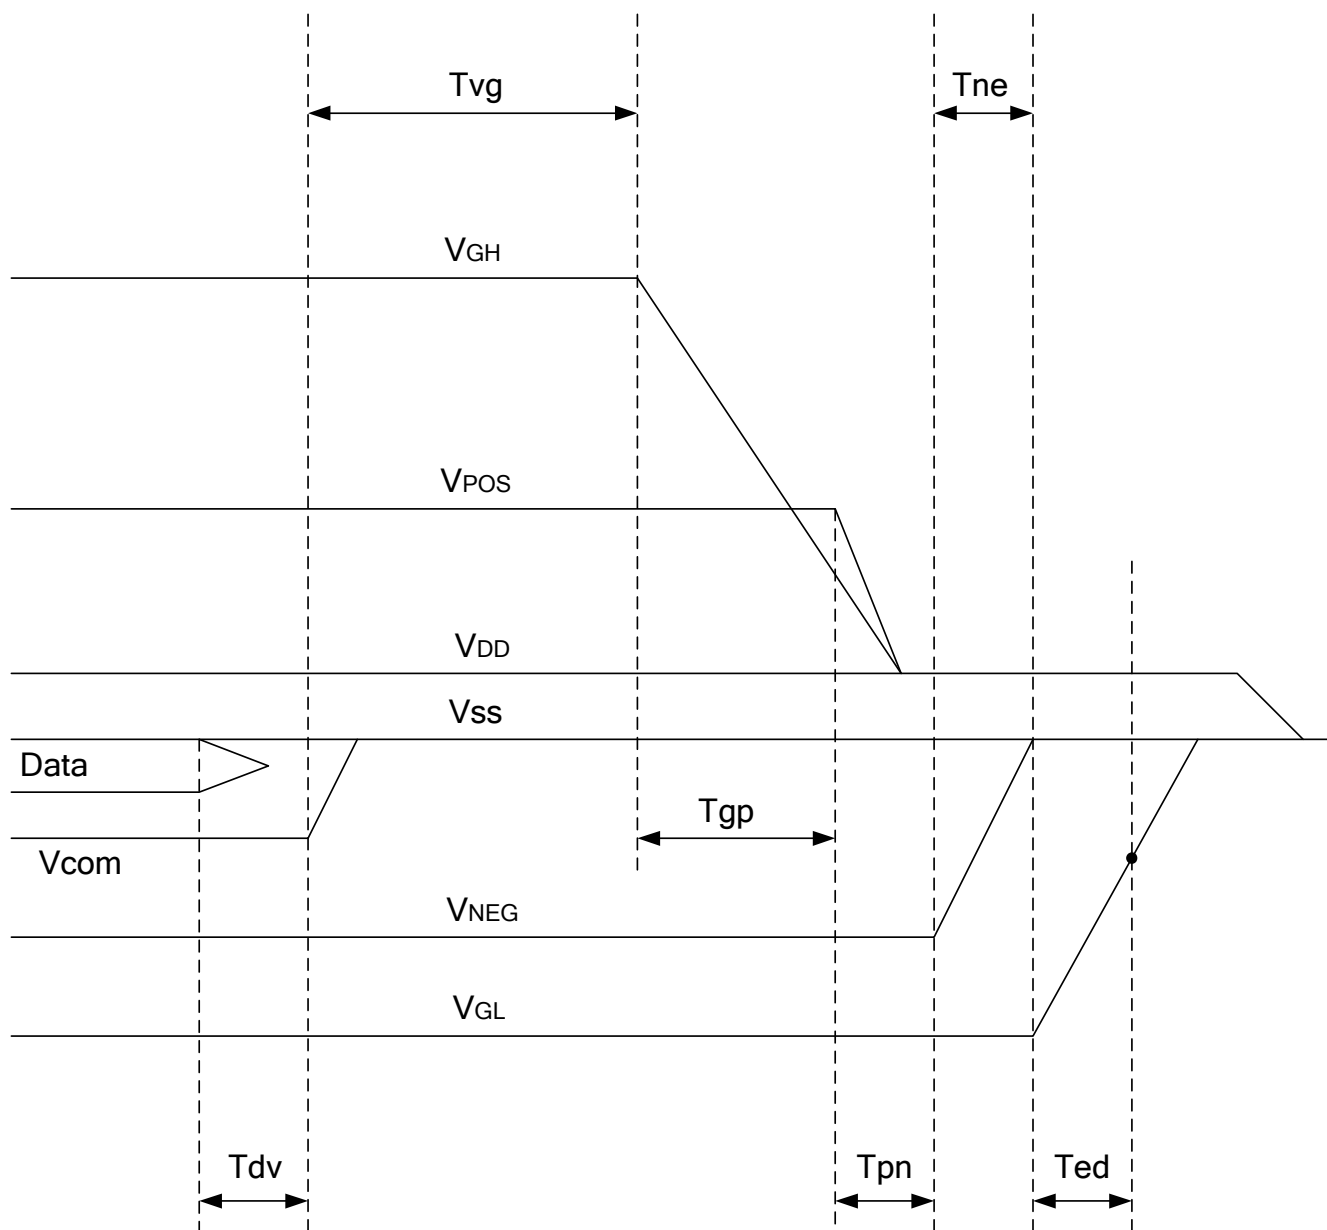 Tvg
Tne
VGH
VPOS
VDD
Vss
Data
Tgp
Vcom
VNEG
VGL
Tdv
Tpn
Ted